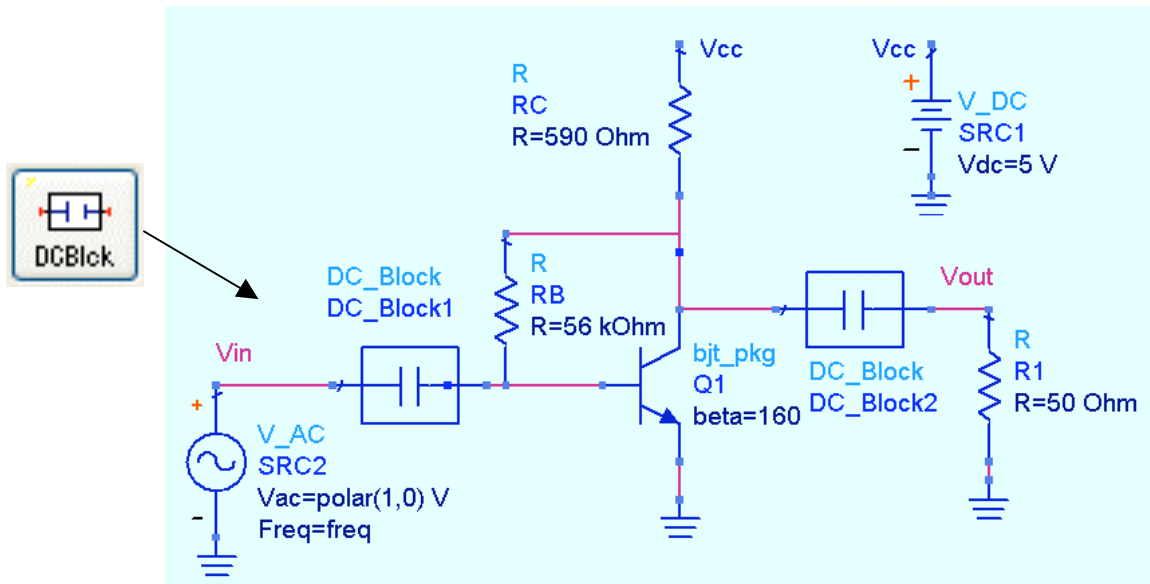 DCBlck
Vcc
R
RC
R=590 Ohm
Vcc
+
V_DC
SRC1
Vdc=5 V
−
R
RB
R=56 kOhm
DC_Block
DC_Block1
Vin
+
V_AC
SRC2
Vac=polar(1,0) V
Freq=freq
−
bjt_pkg
Q1
beta=160
DC_Block
DC_Block2
Vout
R
R1
R=50 Ohm